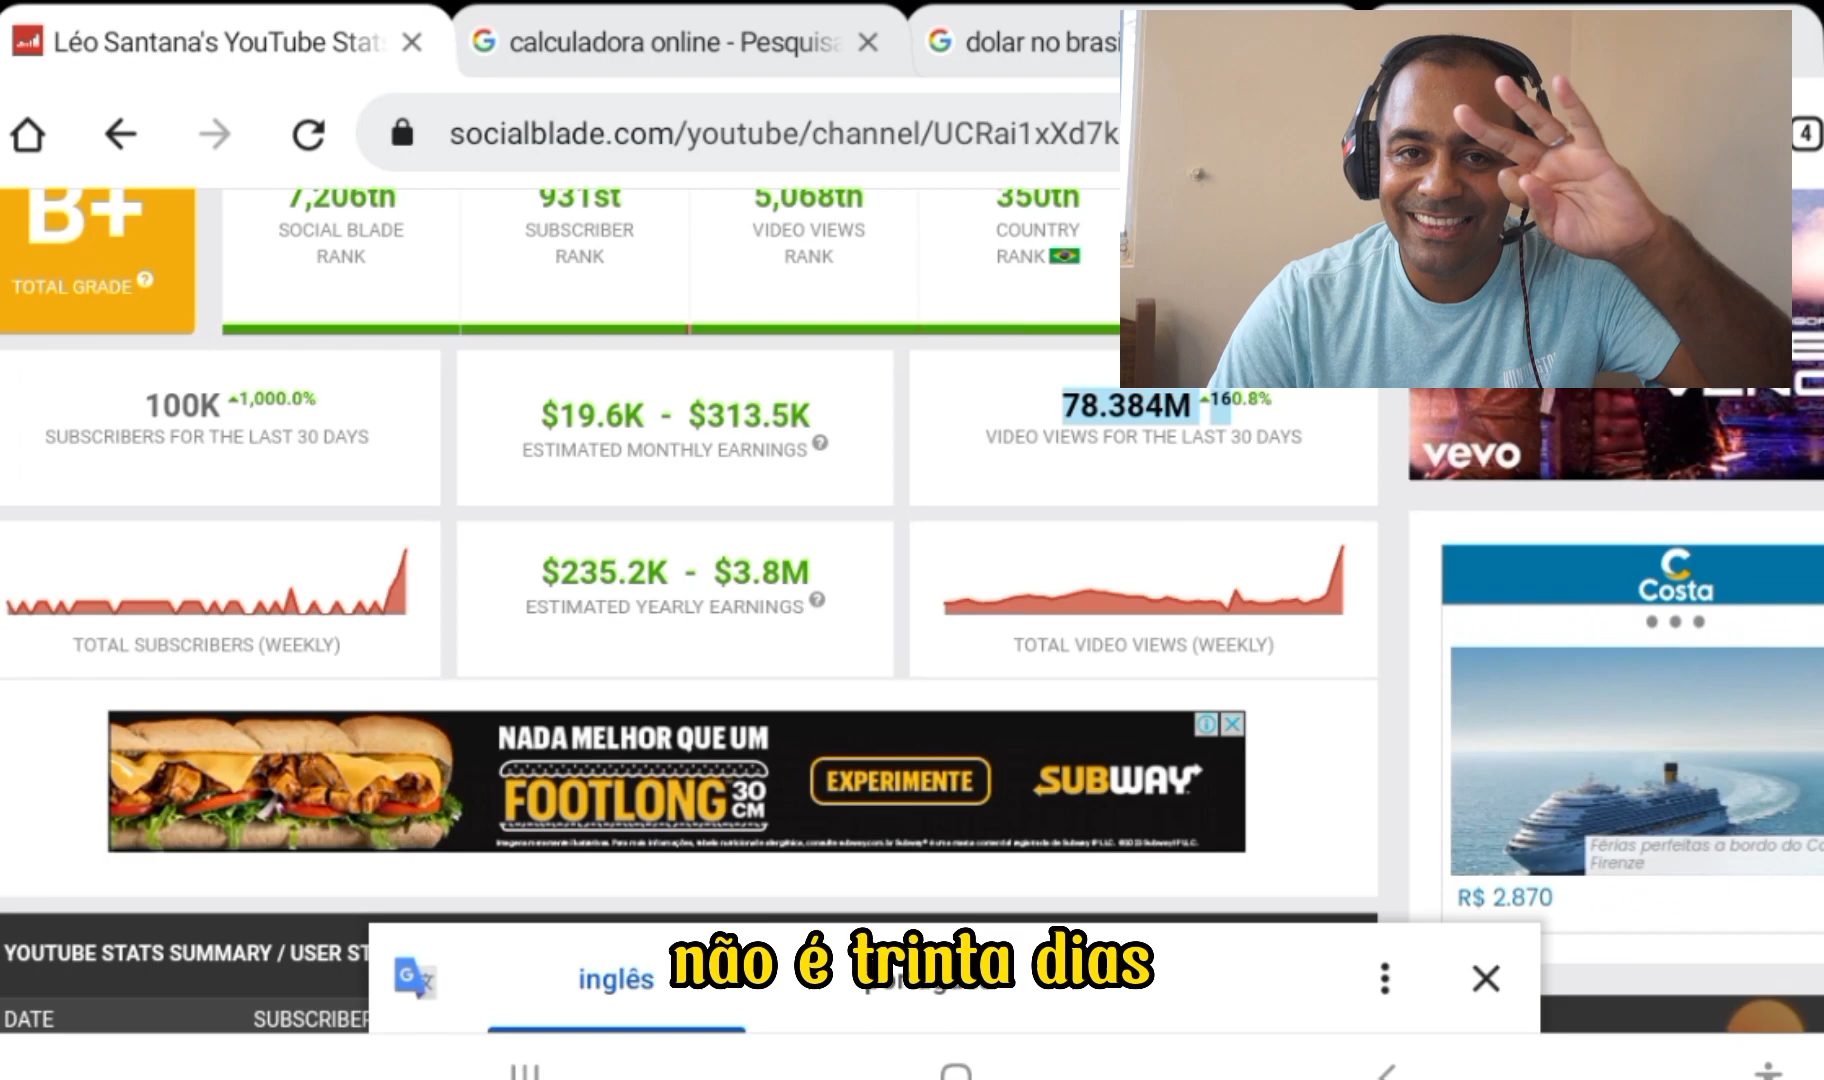 Léo Santana's YouTube Stat
calculadora online - Pesquisa
dolar no brasi
socialblade.com/youtube/channel/UCRai1xXd7k
4
B+
TOTAL GRADE ?
7,206th
SOCIAL BLADE
RANK
931st
SUBSCRIBER
RANK
5,068th
VIDEO VIEWS
RANK
350th
COUNTRY
RANK
100K 1,000.0%
SUBSCRIBERS FOR THE LAST 30 DAYS
$19.6K - $313.5K
ESTIMATED MONTHLY EARNINGS ?
78.384M 160.8%
VIDEO VIEWS FOR THE LAST 30 DAYS
vevo
TOTAL SUBSCRIBERS (WEEKLY)
$235.2K - $3.8M
ESTIMATED YEARLY EARNINGS ?
TOTAL VIDEO VIEWS (WEEKLY)
Costa
NADA MELHOR QUE UM
FOOTLONG 30 CM
EXPERIMENTE
SUBWAY
Férias perfeitas a bordo do Co
Firenze
R$ 2.870
YOUTUBE STATS SUMMARY / USER ST
DATE
SUBSCRIBER
inglês
não é trinta dias